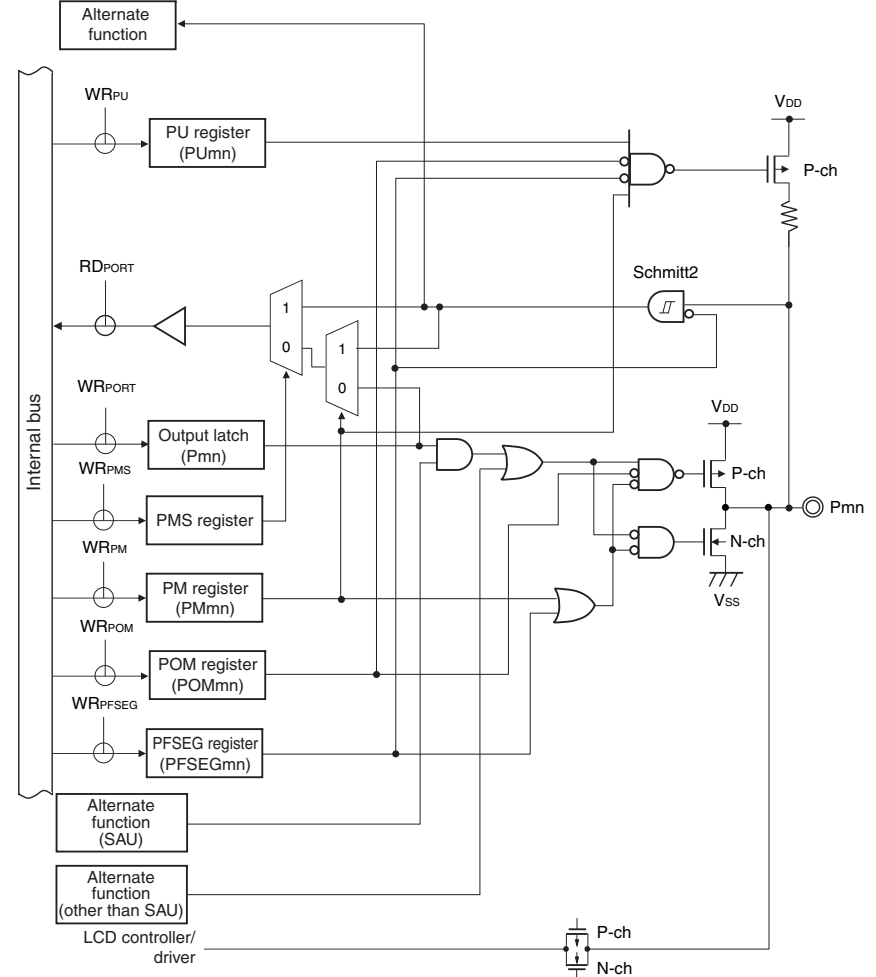 Alternate
function
WRPU
PU register
(PUmn)
VDD
P-ch
RDPORT
Schmitt2
1
0
1
0
WRPORT
Internal bus
Output latch
(Pmn)
VDD
P-ch
WRPMS
PMS register
Pmn
N-ch
VSS
WRPM
PM register
(PMmn)
WRPOM
POM register
(POMmn)
WRPFSEG
PFSEG register
(PFSEGmn)
Alternate
function
(SAU)
Alternate
function
(other than SAU)
LCD controller/
driver
P-ch
N-ch